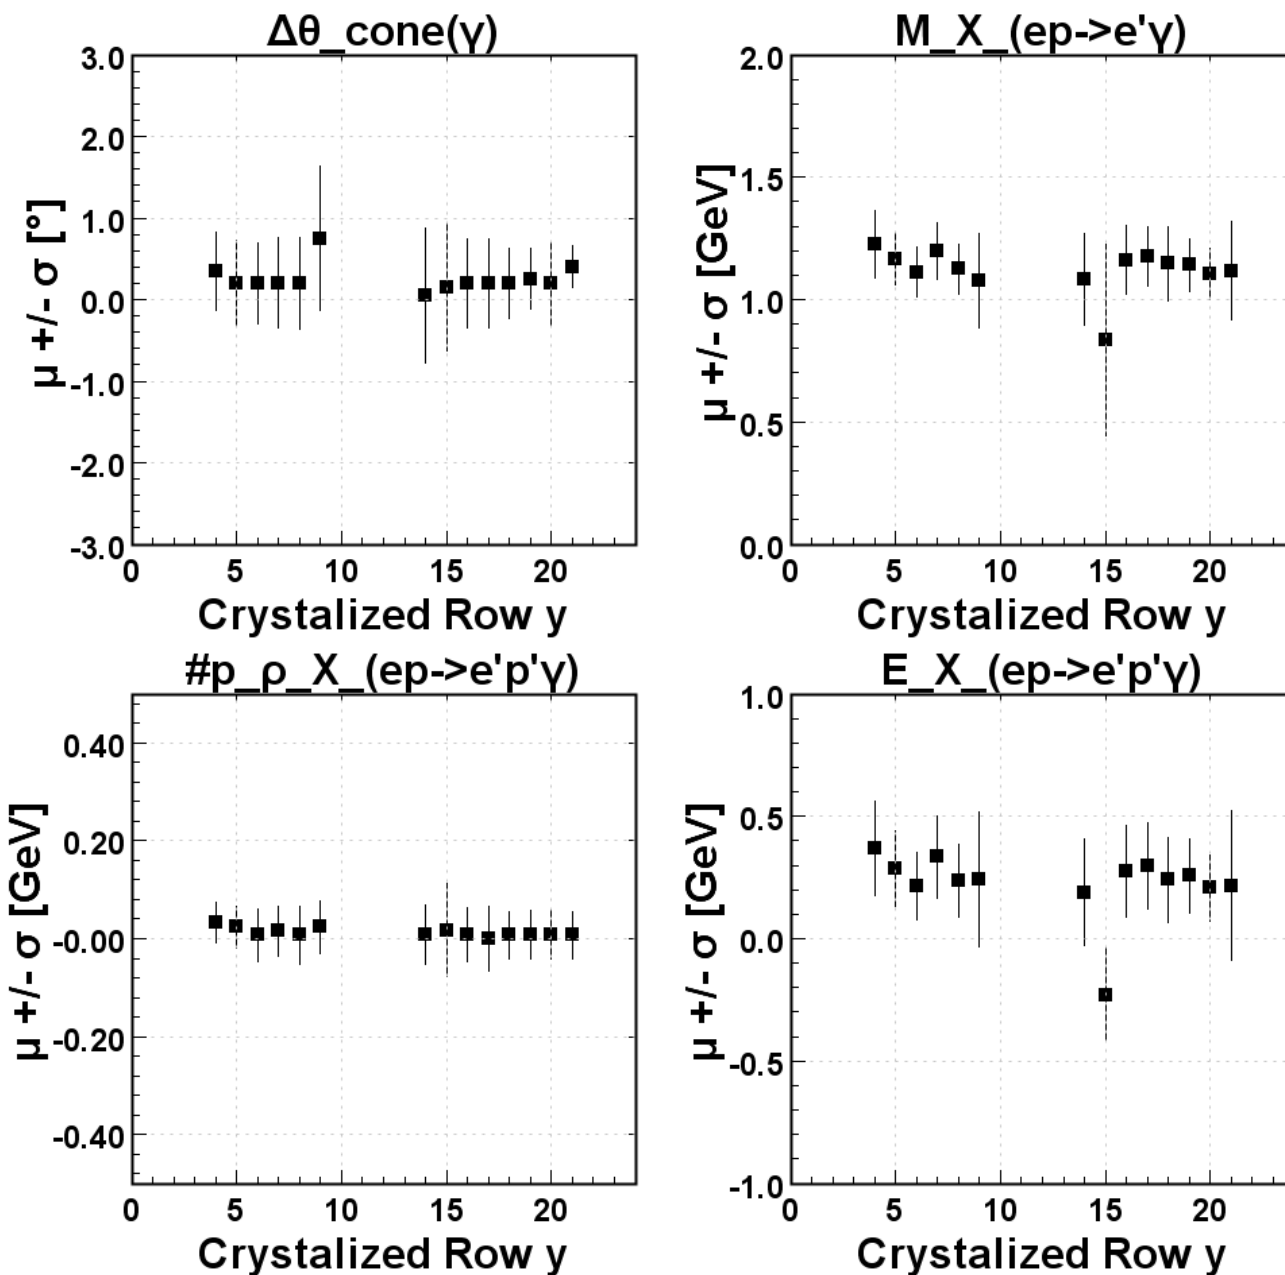 Δθ_cone(γ)
μ +/- σ [°]
3.0
2.0
1.0
0.0
-1.0
-2.0
-3.0
0 5 10 15 20
Crystalized Row y
M_X_(ep->e'γ)
μ +/- σ [GeV]
2.0
1.5
1.0
0.5
0.0
0 5 10 15 20
Crystalized Row y
#p_ρ_X_(ep->e'p'γ)
μ +/- σ [GeV]
0.40
0.20
-0.00
-0.20
-0.40
0 5 10 15 20
Crystalized Row y
E_X_(ep->e'p'γ)
μ +/- σ [GeV]
1.0
0.5
0.0
-0.5
-1.0
0 5 10 15 20
Crystalized Row y